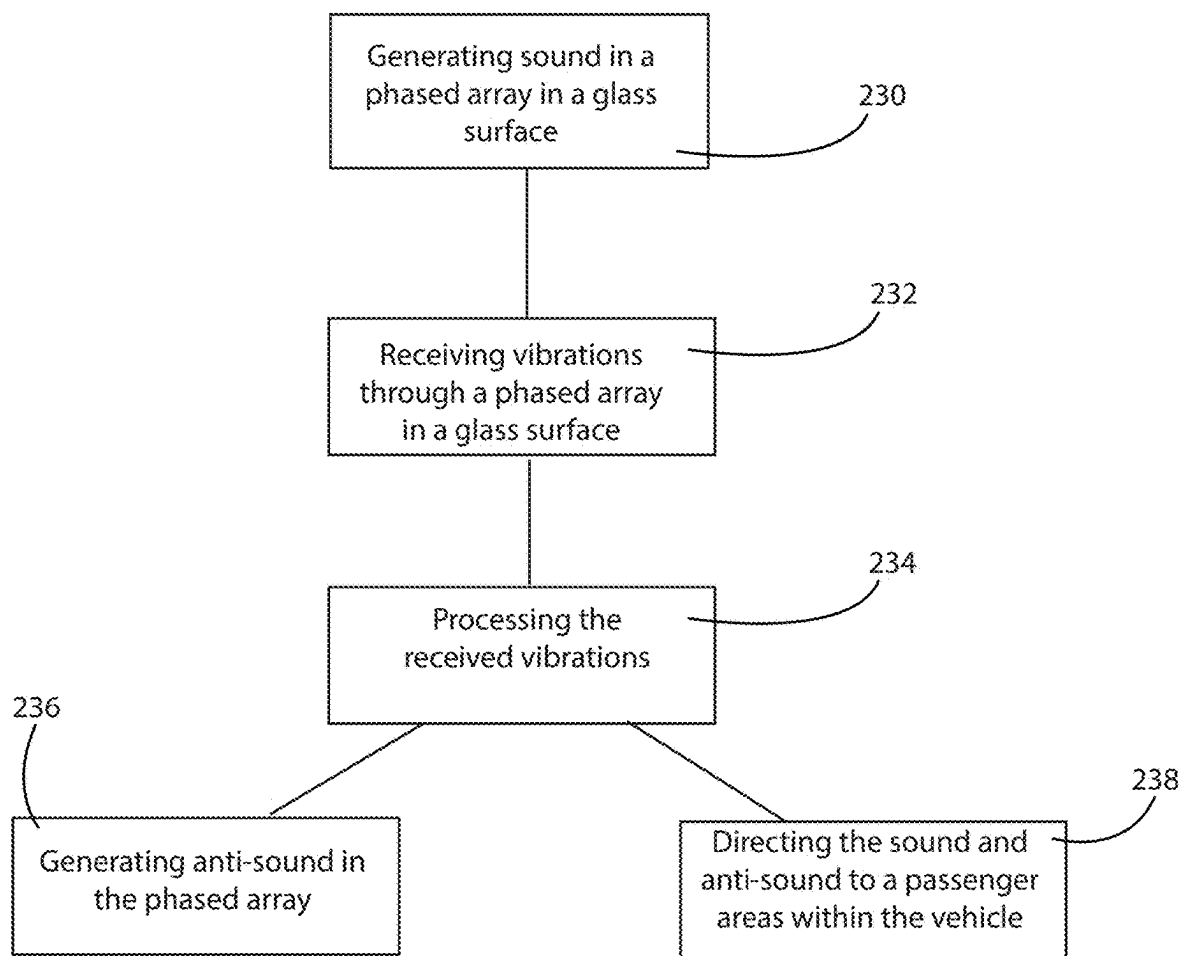 Generating sound in a
phased array in a glass
surface
230
232
Receiving vibrations
through a phased array
in a glass surface
234
Processing the
received vibrations
236
Generating anti-sound in
the phased array
238
Directing the sound and
anti-sound to a passenger
areas within the vehicle